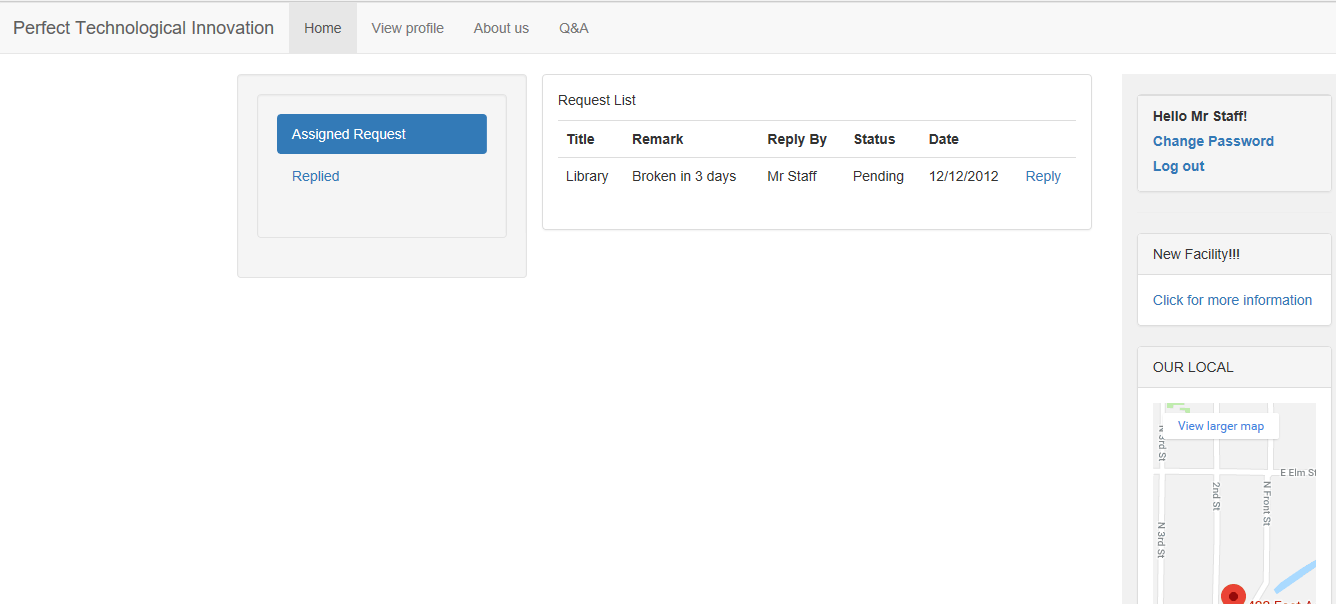 Perfect Technological Innovation Home View profile About us Q&A
Assigned Request
Replied
Request List
Title Remark Reply By Status Date
Library Broken in 3 days Mr Staff Pending 12/12/2012 Reply
Hello Mr Staff!
Change Password
Log out
New Facility!!!
Click for more information
OUR LOCAL
View larger map
N 3rd St
E Elm St
2nd St
N Front St
N 3rd St